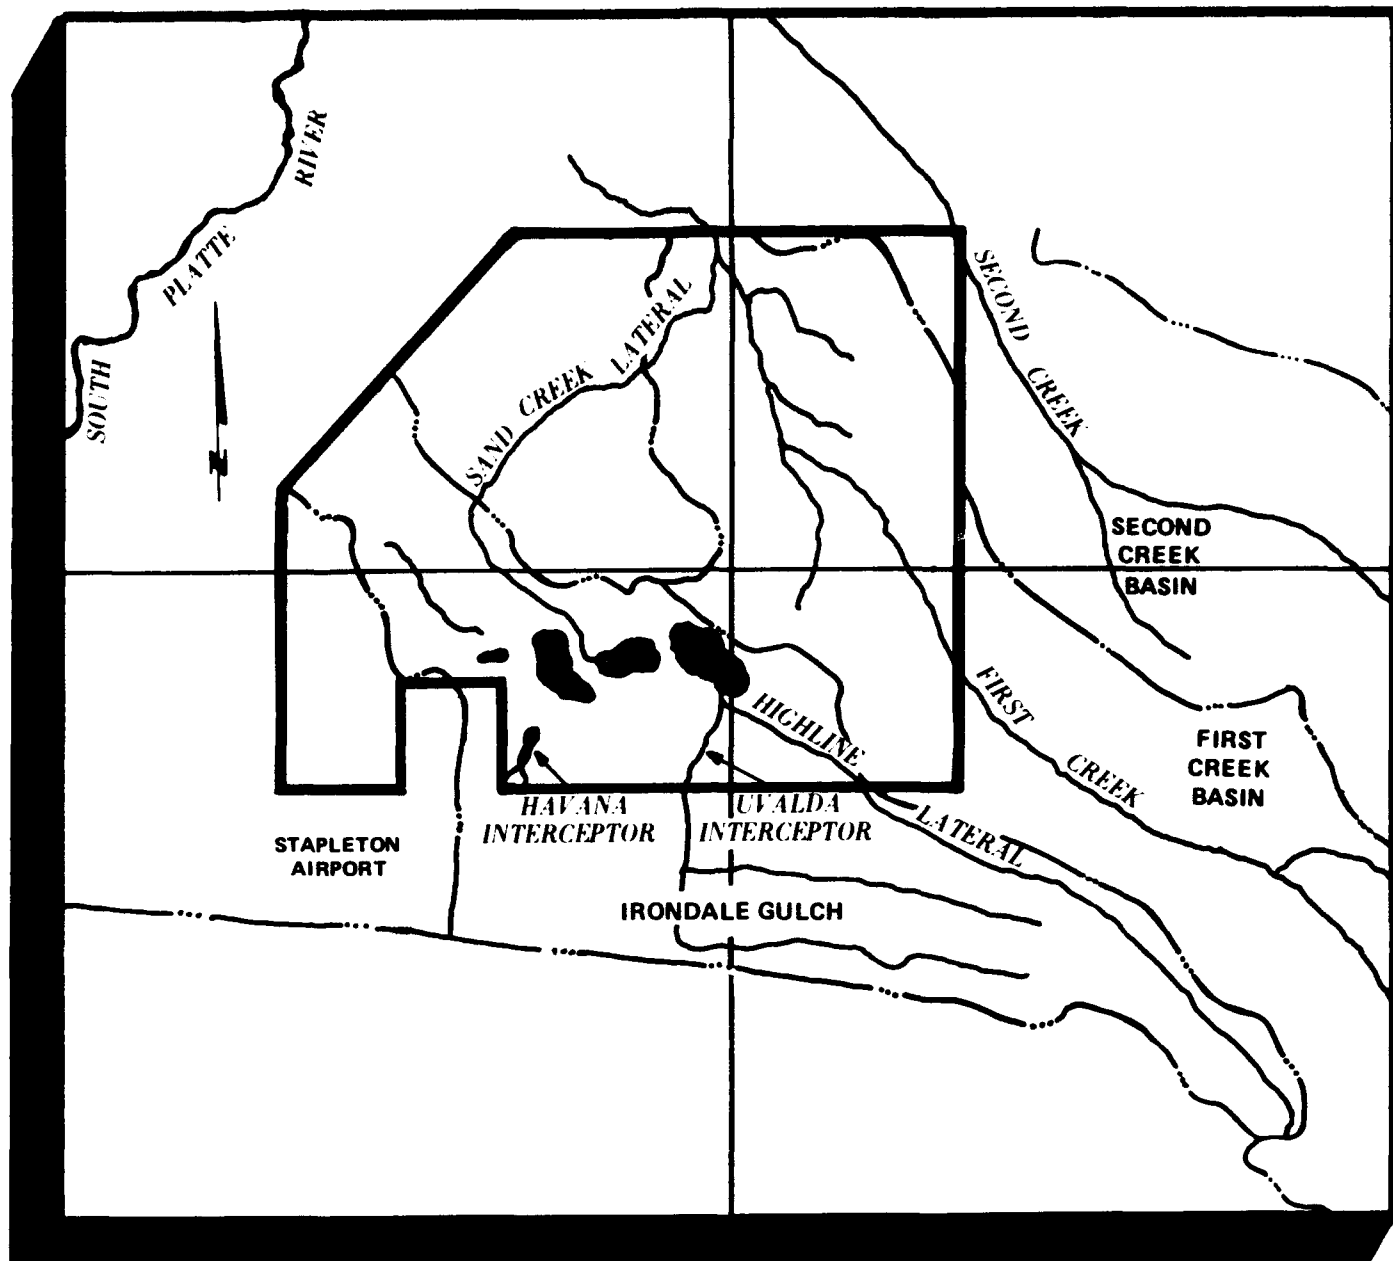 SOUTH PLATTE RIVER
N
SAND CREEK LATERAL
SECOND CREEK
SECOND
CREEK
BASIN
FIRST CREEK
FIRST
CREEK
BASIN
HIGHLINE LATERAL
HAVANA
INTERCEPTOR
UVALDA
INTERCEPTOR
STAPLETON
AIRPORT
IRONDALE GULCH